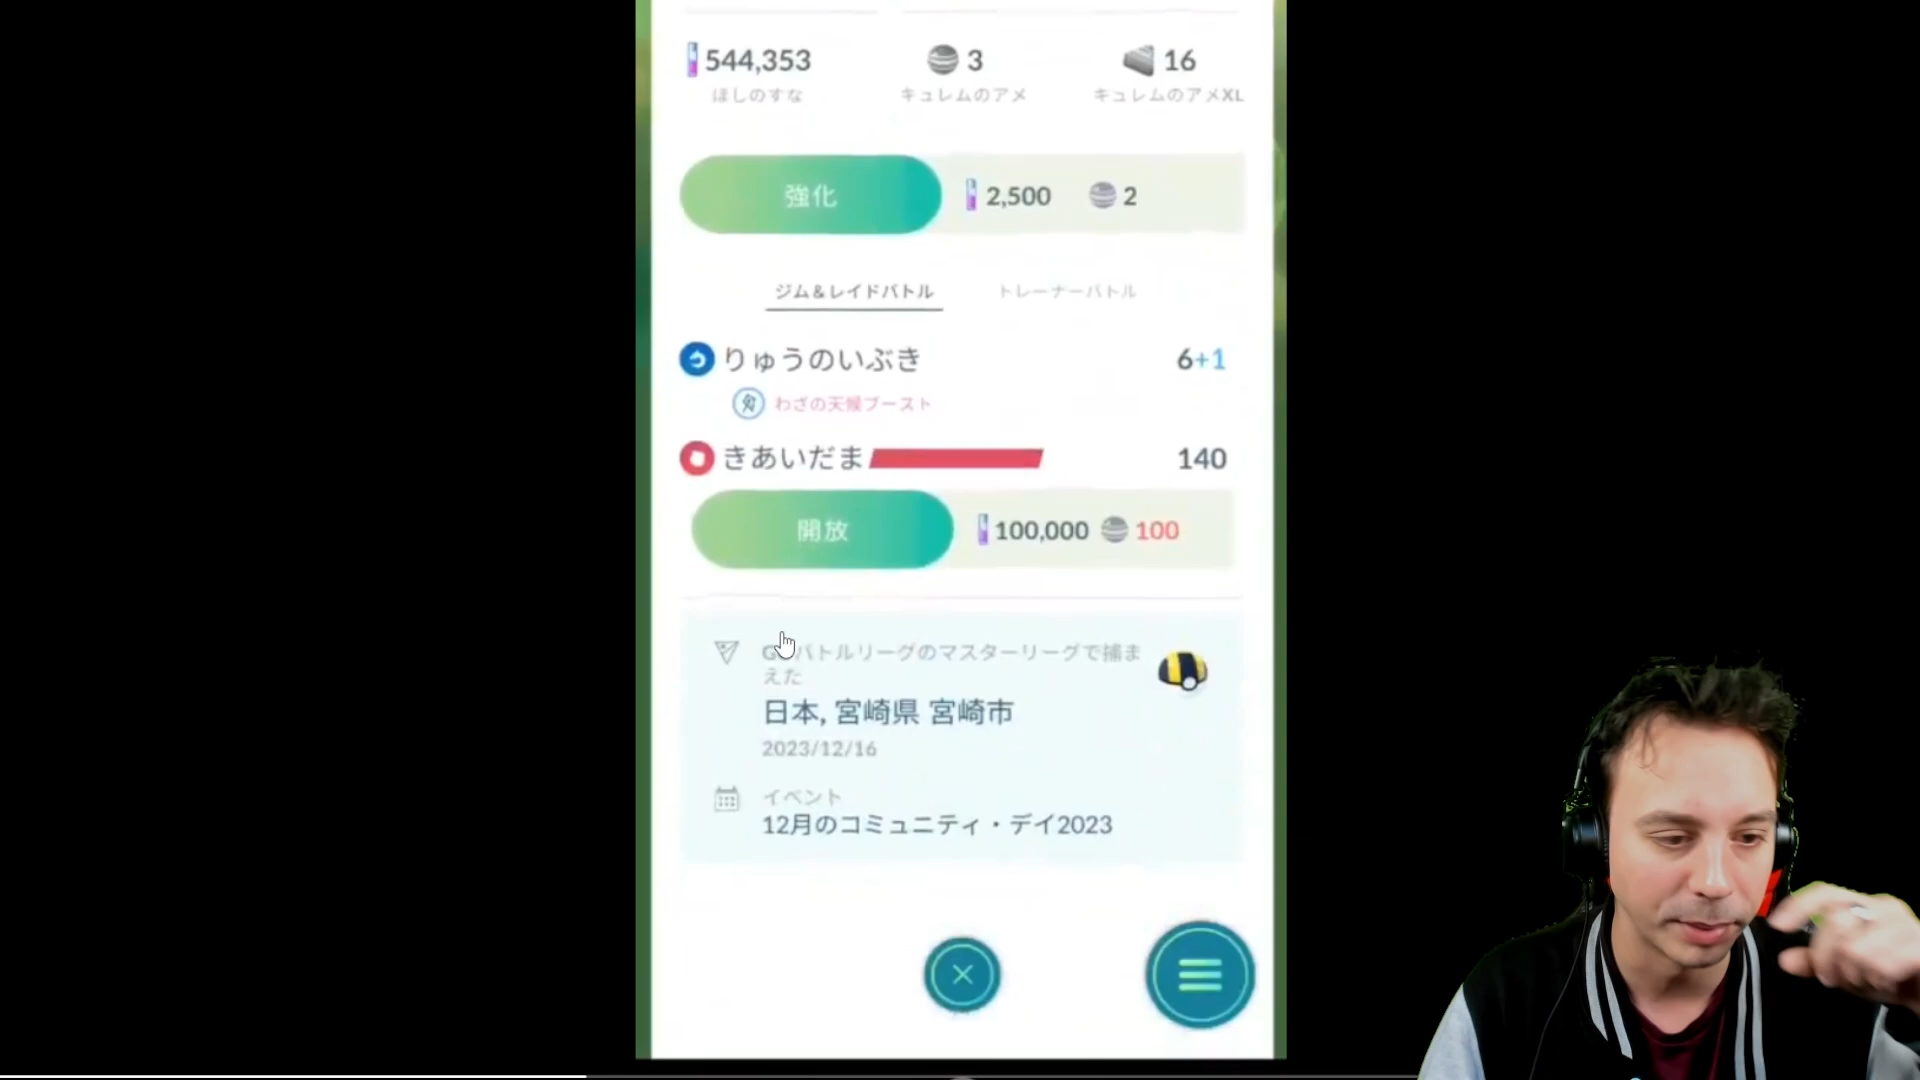 544,353 3 16
ほしのすな キュレムのアメ キュレムのアメXL
強化 2,500 2
ジム&レイドバトル トレーナーバトル
りゅうのいぶき 6+1
わざの天候ブースト
きあいだま 140
開放 100,000 100
GOバトルリーグのマスターリーグで捕ま
えた
日本, 宮崎県 宮崎市
2023/12/16
イベント
12月のコミュニティ・デイ2023